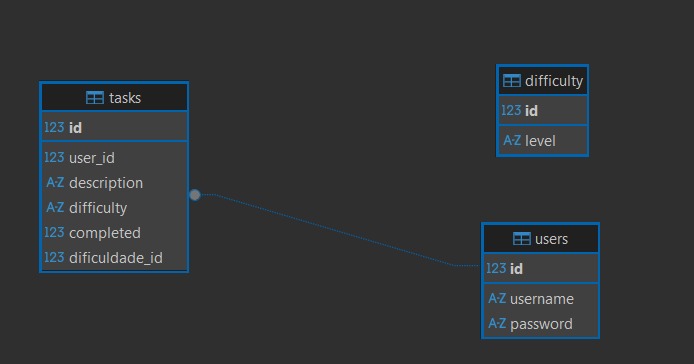 tasks
123 id
123 user_id
A-Z description
A-Z difficulty
123 completed
123 dificuldade_id
difficulty
123 id
A-Z level
users
123 id
A-Z username
A-Z password